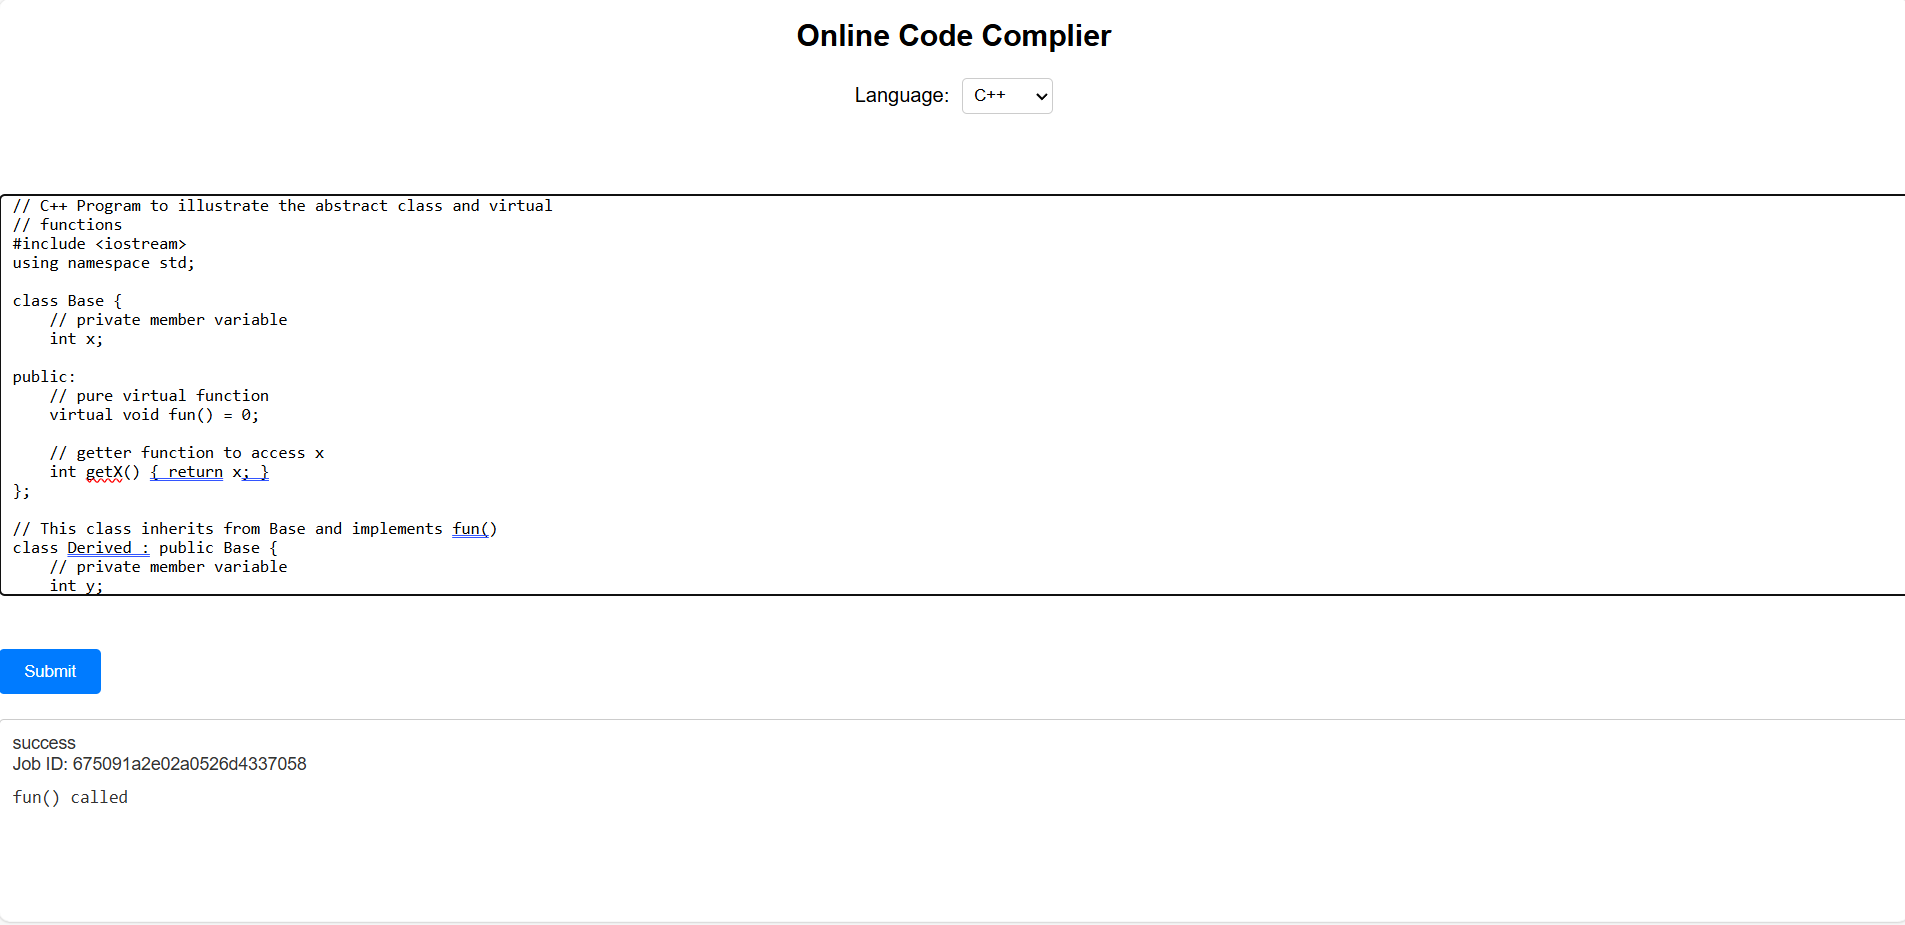 Online Code Complier
Language: C++
// C++ Program to illustrate the abstract class and virtual
// functions
#include <iostream>
using namespace std;
class Base {
    // private member variable
    int x;
public:
    // pure virtual function
    virtual void fun() = 0;
    // getter function to access x
    int getX() { return x; }
};
// This class inherits from Base and implements fun()
class Derived : public Base {
    // private member variable
    int y;
Submit
success
Job ID: 675091a2e02a0526d4337058
fun() called